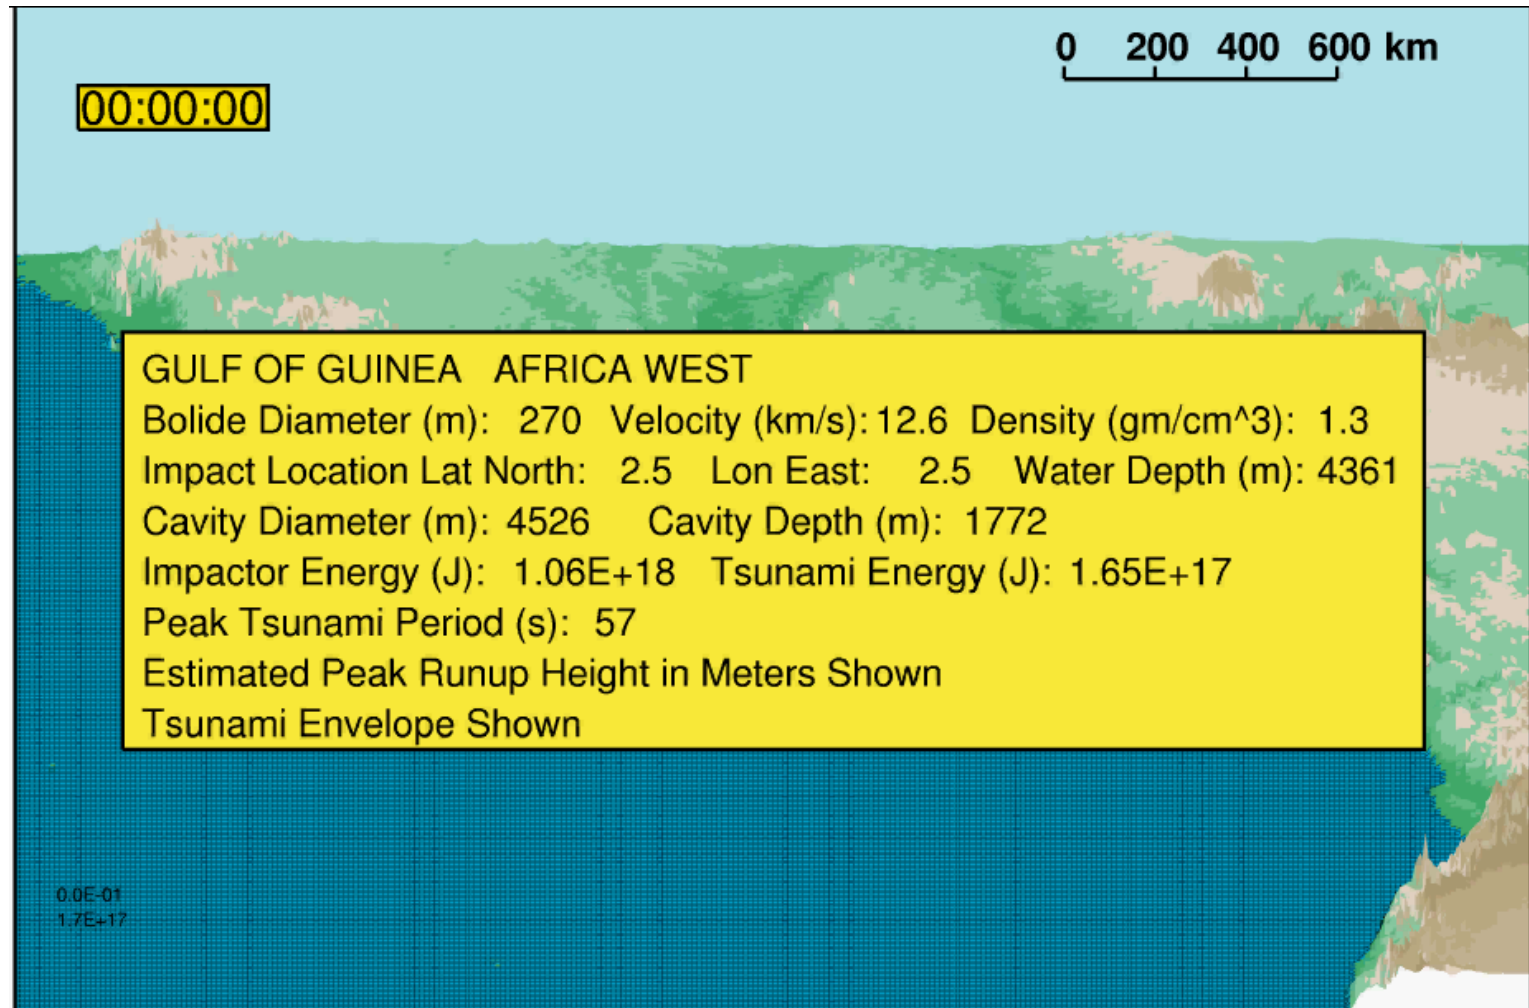 0 200 400 600 km
00:00:00
GULF OF GUINEA AFRICA WEST
Bolide Diameter (m): 270 Velocity (km/s): 12.6 Density (gm/cm^3): 1.3
Impact Location Lat North: 2.5 Lon East: 2.5 Water Depth (m): 4361
Cavity Diameter (m): 4526 Cavity Depth (m): 1772
Impactor Energy (J): 1.06E+18 Tsunami Energy (J): 1.65E+17
Peak Tsunami Period (s): 57
Estimated Peak Runup Height in Meters Shown
Tsunami Envelope Shown
0.0E-01
1.7E+17